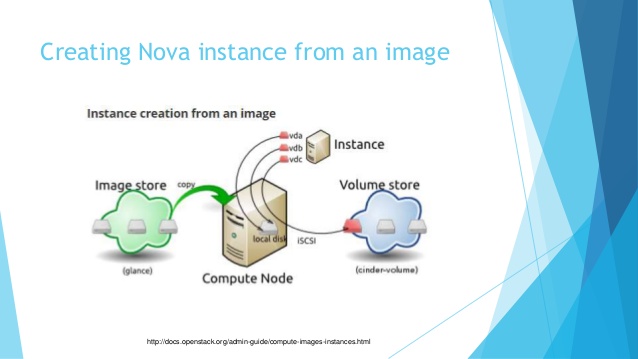 Creating Nova instance from an image
Instance creation from an image
vda
vdb
vdc
Instance
Image store
copy
Volume store
local disk
iSCSI
(glance)
Compute Node
(cinder-volume)
http://docs.openstack.org/admin-guide/compute-images-instances.html